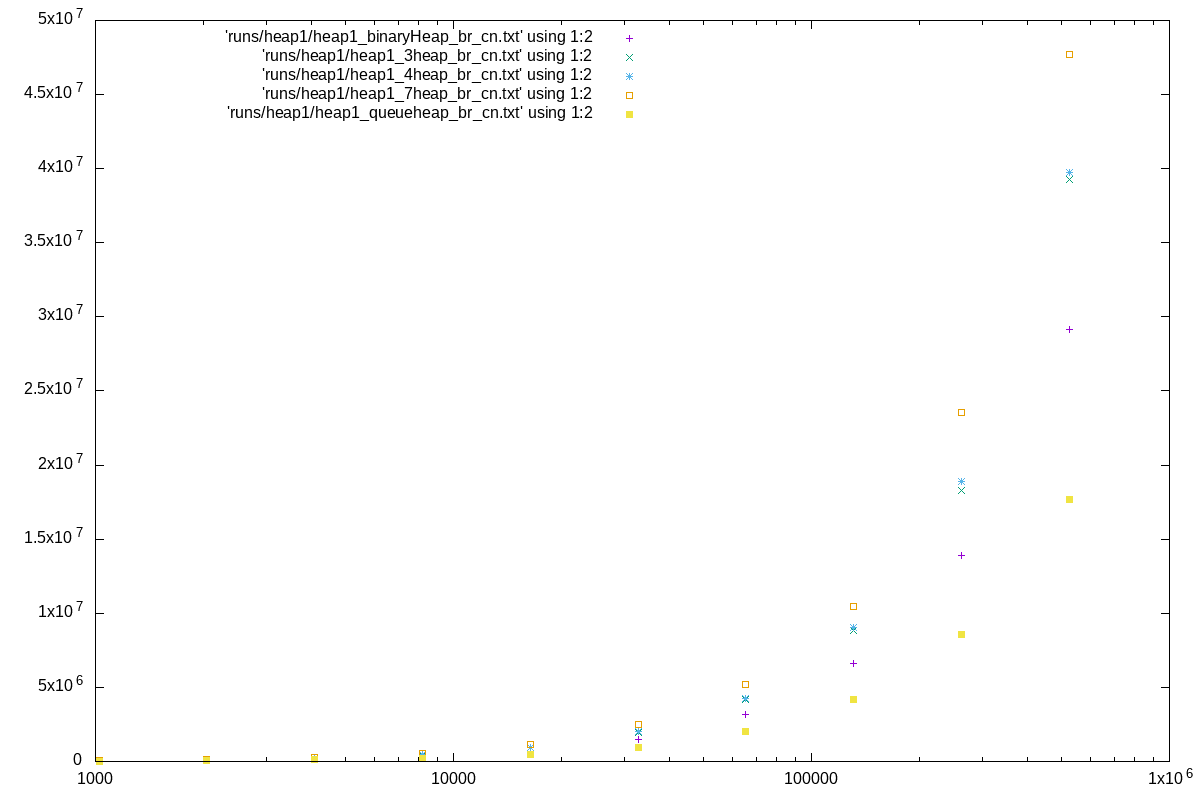 5x10^7
4.5x10^7
4x10^7
3.5x10^7
3x10^7
2.5x10^7
2x10^7
1.5x10^7
1x10^7
5x10^6
0
1000 10000 100000 1x10^6
'runs/heap1/heap1_binaryHeap_br_cn.txt' using 1:2
'runs/heap1/heap1_3heap_br_cn.txt' using 1:2
'runs/heap1/heap1_4heap_br_cn.txt' using 1:2
'runs/heap1/heap1_7heap_br_cn.txt' using 1:2
'runs/heap1/heap1_queueheap_br_cn.txt' using 1:2